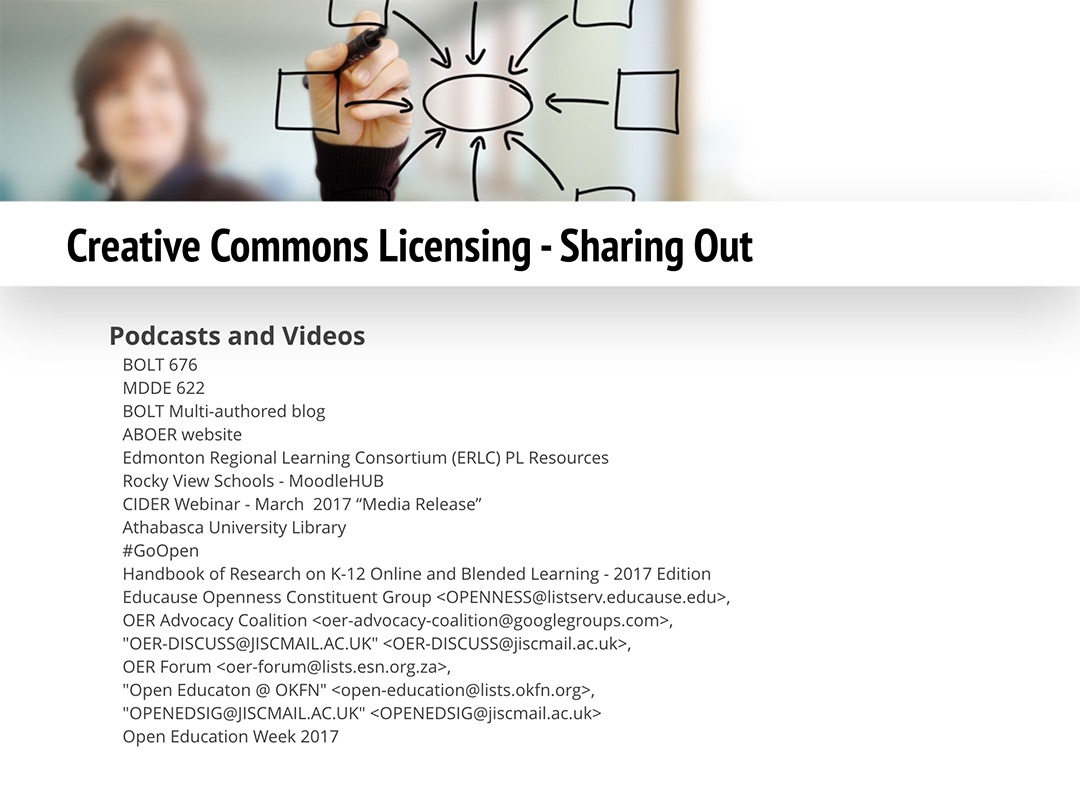 Creative Commons Licensing - Sharing Out
Podcasts and Videos
BOLT 676
MDDE 622
BOLT Multi-authored blog
ABOER website
Edmonton Regional Learning Consortium (ERLC) PL Resources
Rocky View Schools - MoodleHUB
CIDER Webinar - March  2017 “Media Release”
Athabasca University Library
#GoOpen
Handbook of Research on K-12 Online and Blended Learning - 2017 Edition
Educause Openness Constituent Group <OPENNESS@listserv.educause.edu>,
OER Advocacy Coalition <oer-advocacy-coalition@googlegroups.com>,
"OER-DISCUSS@JISCMAIL.AC.UK" <OER-DISCUSS@jiscmail.ac.uk>,
OER Forum <oer-forum@lists.esn.org.za>,
"Open Educaton @ OKFN" <open-education@lists.okfn.org>,
"OPENEDSIG@JISCMAIL.AC.UK" <OPENEDSIG@jiscmail.ac.uk>
Open Education Week 2017